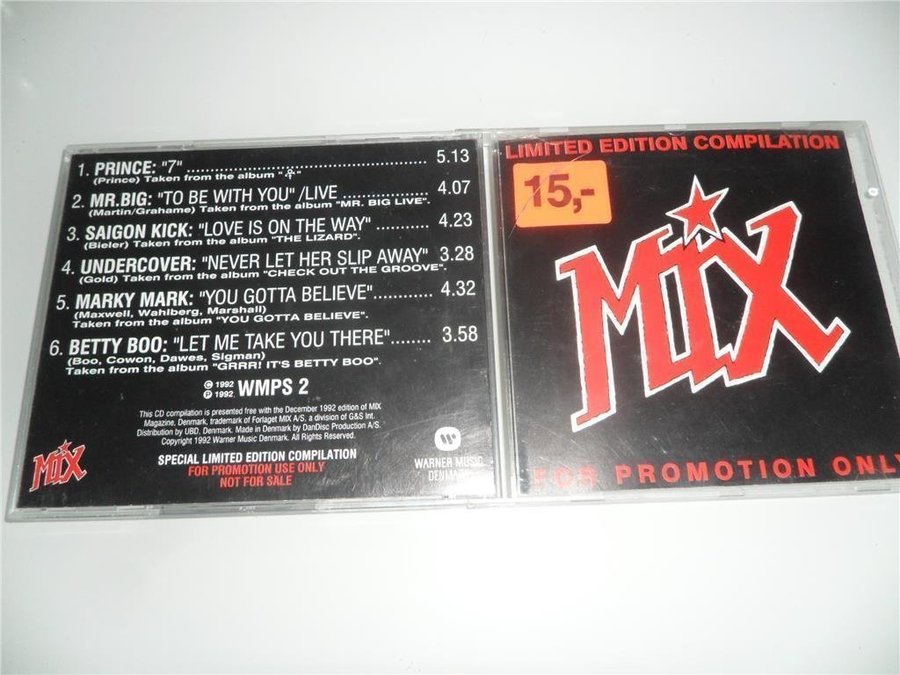 1. PRINCE: "7" ........................................................ 5.13
(Prince) Taken from the album "
2. MR.BIG: "TO BE WITH YOU" /LIVE .................... 4.07
(Martin/Grahame) Taken from the album "MR. BIG LIVE".
3. SAIGON KICK: "LOVE IS ON THE WAY" 4.23
(Bieler) Taken from the album "THE LIZARD".
4. UNDERCOVER: "NEVER LET HER SLIP AWAY" 3.28
(Gold) Taken from the album "CHECK OUT THE GROOVE".
5. MARKY MARK: "YOU GOTTA BELIEVE"............ 4.32
(Maxwell, Wahlberg, Marshall)
Taken from the album "YOU GOTTA BELIEVE".
6. BETTY BOO: "LET ME TAKE YOU THERE"........ 3.58
(Boo, Cowon, Dawes, Sigman)
Taken from the album "GRRR! IT'S BETTY BOO".
© 1992
℗ 1992. WMPS 2
This CD compilation is presented free with the December 1992 edition of MIX
Magazine, Denmark, trademark of Forlaget MIX A/S. a division of G&S Int.
Distribution by UBD, Denmark. Made in Denmark by DanDisc Production A/S.
Copyright 1992 Warner Music Denmark. All Rights Reserved.
SPECIAL LIMITED EDITION COMPILATION
FOR PROMOTION USE ONLY
NOT FOR SALE
MIX
WARNER MUSIC
DENMARK
LIMITED EDITION COMPILATION
15,-
MIX
FOR PROMOTION ONLY